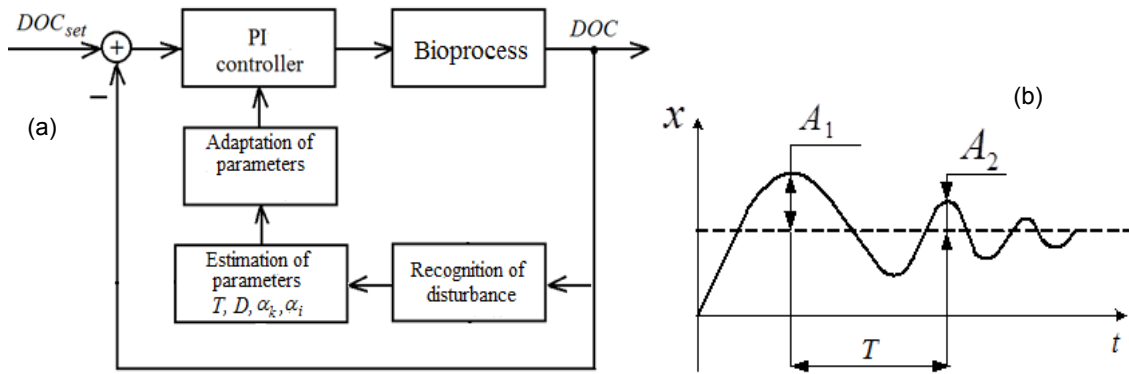 DOC_set
+
−
PI
controller
Bioprocess
DOC
(a)
Adaptation of
parameters
Estimation of
parameters
T, D, α_k, α_i
Recognition of
disturbance
(b)
x
A_1
A_2
T
t